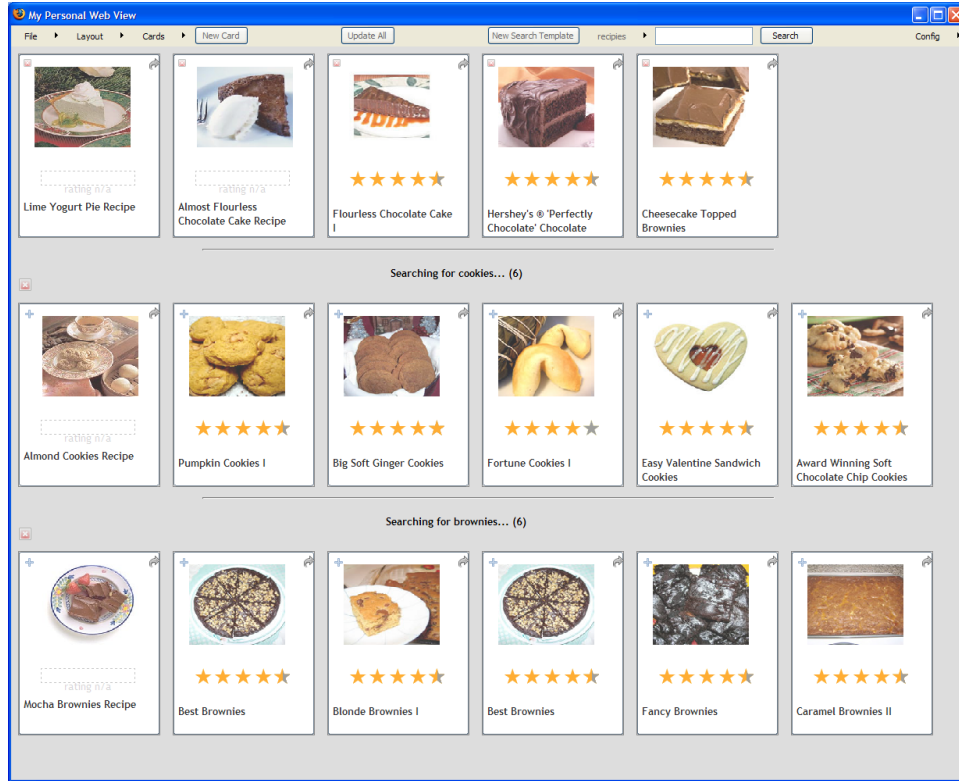 My Personal Web View
File Layout Cards New Card Update All New Search Template recipies Search Config
rating n/a
rating n/a
Lime Yogurt Pie Recipe
Almost Flourless
Chocolate Cake Recipe
Flourless Chocolate Cake
I
Hershey's ® 'Perfectly
Chocolate' Chocolate
Cheesecake Topped
Brownies
Searching for cookies... (6)
rating n/a
Almond Cookies Recipe
Pumpkin Cookies I
Big Soft Ginger Cookies
Fortune Cookies I
Easy Valentine Sandwich
Cookies
Award Winning Soft
Chocolate Chip Cookies
Searching for brownies... (6)
rating n/a
Mocha Brownies Recipe
Best Brownies
Blonde Brownies I
Best Brownies
Fancy Brownies
Caramel Brownies II